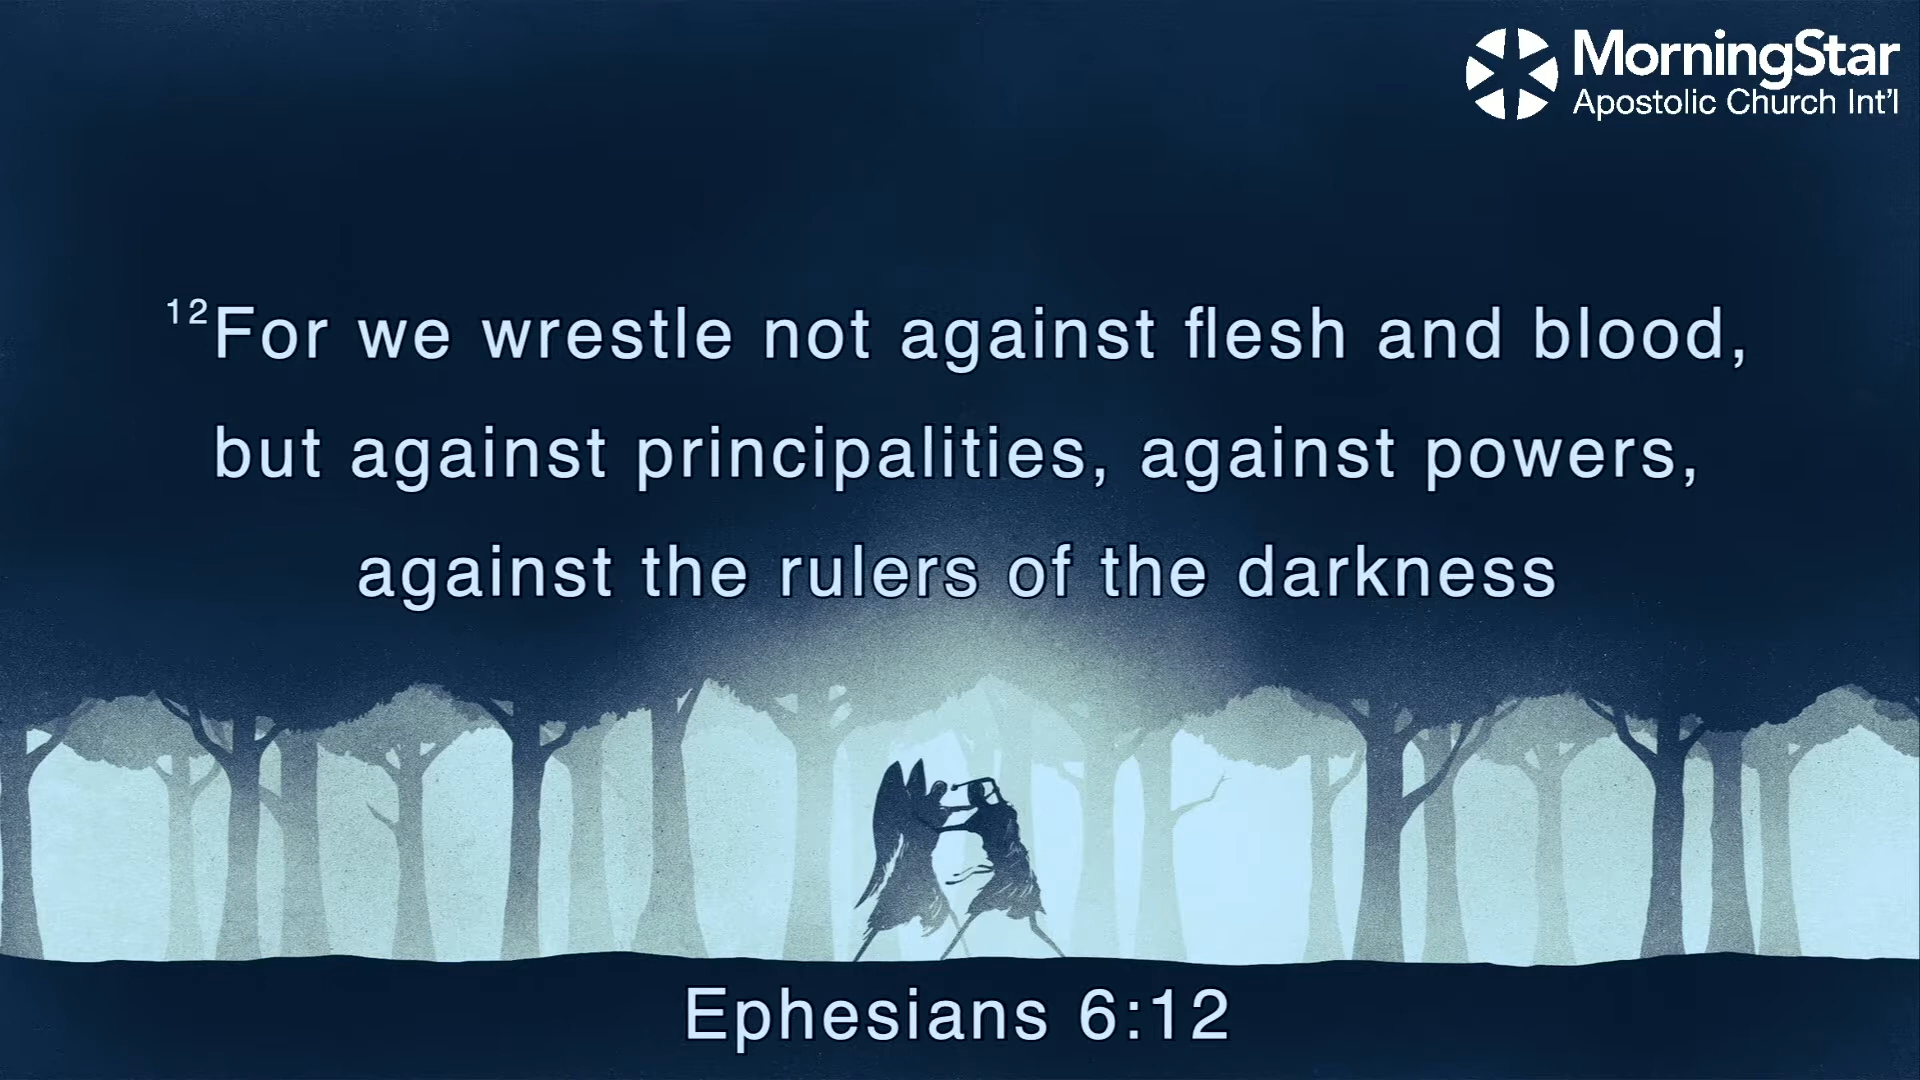 MorningStar
Apostolic Church Int'l
12For we wrestle not against flesh and blood,
but against principalities, against powers,
against the rulers of the darkness
Ephesians 6:12